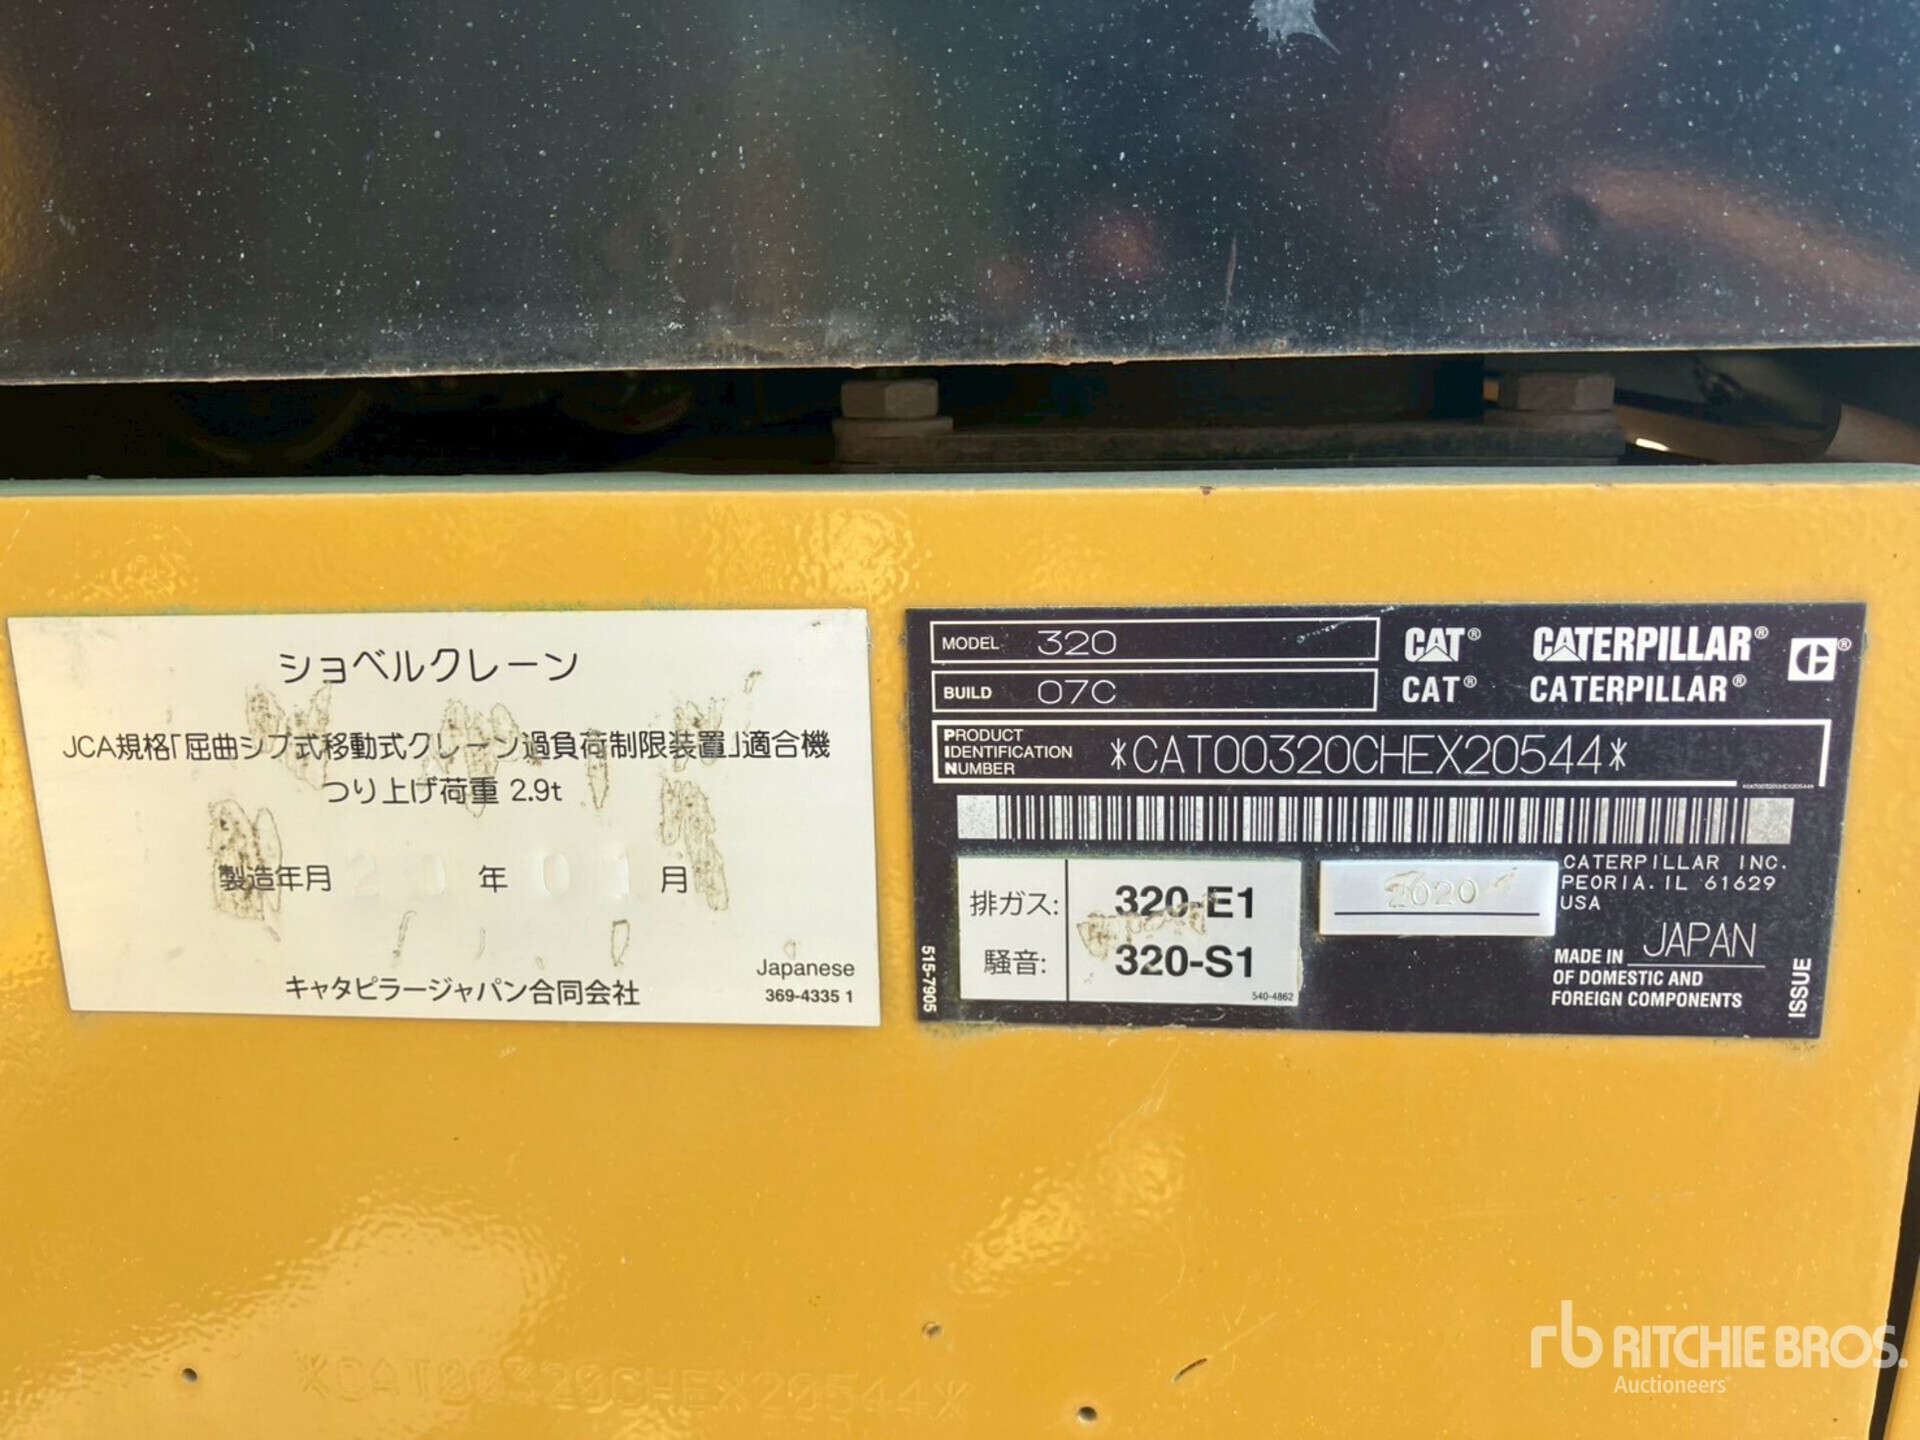 ショベルクレーン
JCA規格「屈曲ジブ式移動式クレーン過負荷制限装置」適合機
つり上げ荷重 2.9t
製造年月 年 01 月
キャタピラージャパン合同会社
Japanese
369-4335 1
MODEL 320
BUILD 07C
CAT® CATERPILLAR®
CAT® CATERPILLAR®
PRODUCT
IDENTIFICATION
NUMBER
*CAT00320CHEX20544*
*CAT00320CHEX20544*
排ガス: 320-E1
騒音: 320-S1
540-4862
2020
CATERPILLAR INC.
PEORIA. IL 61629
USA
MADE IN JAPAN
OF DOMESTIC AND
FOREIGN COMPONENTS
515-7905
ISSUE
*CAT00320CHEX20544*
rb RITCHIE BROS.
Auctioneers